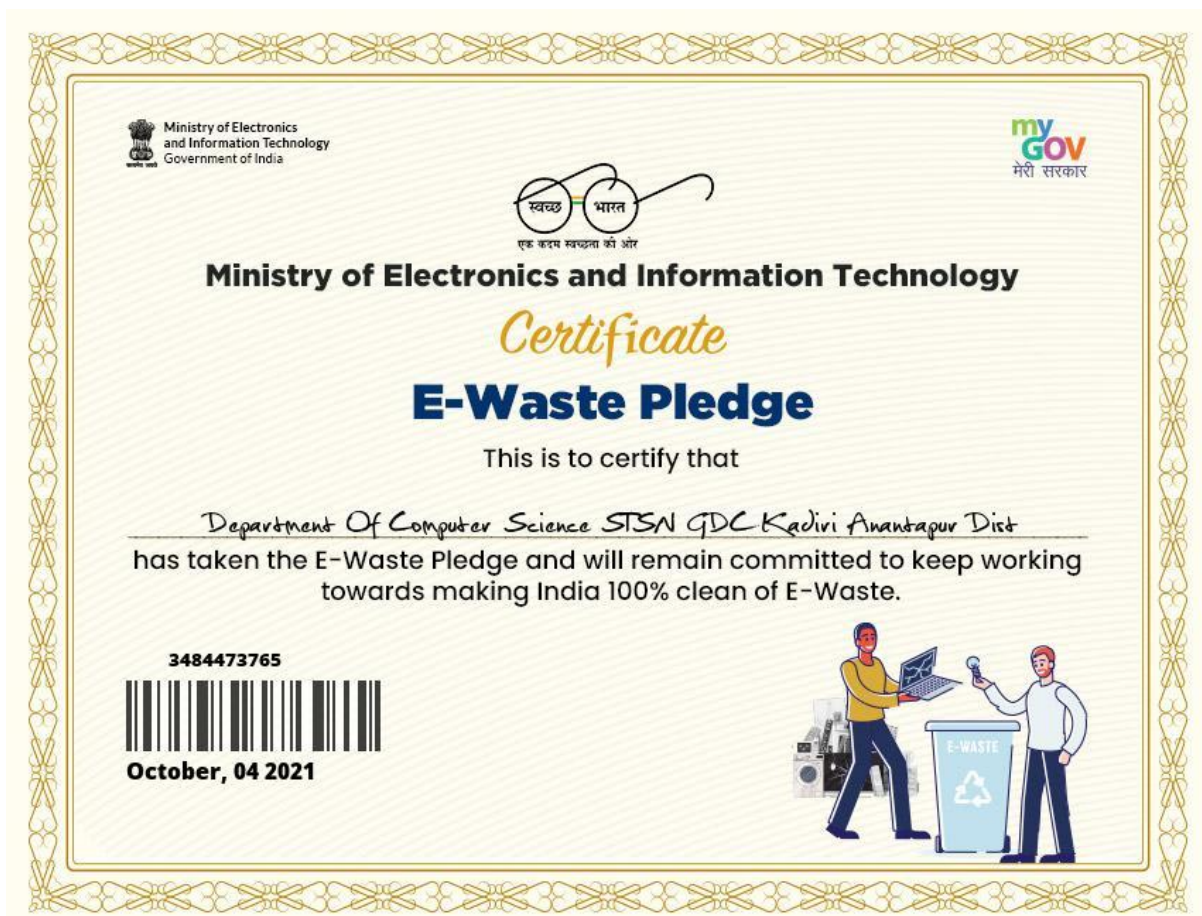 Ministry of Electronics
and Information Technology
Government of India
my
GOV
मेरी सरकार
स्वच्छ भारत
एक कदम स्वच्छता की ओर
Ministry of Electronics and Information Technology
Certificate
E-Waste Pledge
This is to certify that
Department Of Computer Science STSN GDC Kadiri Anantapur Dist
has taken the E-Waste Pledge and will remain committed to keep working
towards making India 100% clean of E-Waste.
3484473765
October, 04 2021
E-WASTE